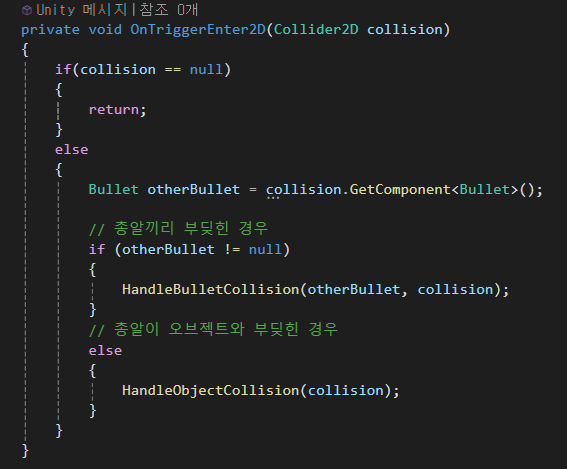 Unity 메시지 | 참조 0개
private void OnTriggerEnter2D(Collider2D collision)
{
if(collision == null)
{
return;
}
else
{
Bullet otherBullet = collision.GetComponent<Bullet>();
// 총알끼리 부딪힌 경우
if (otherBullet != null)
{
HandleBulletCollision(otherBullet, collision);
}
// 총알이 오브젝트와 부딪힌 경우
else
{
HandleObjectCollision(collision);
}
}
}